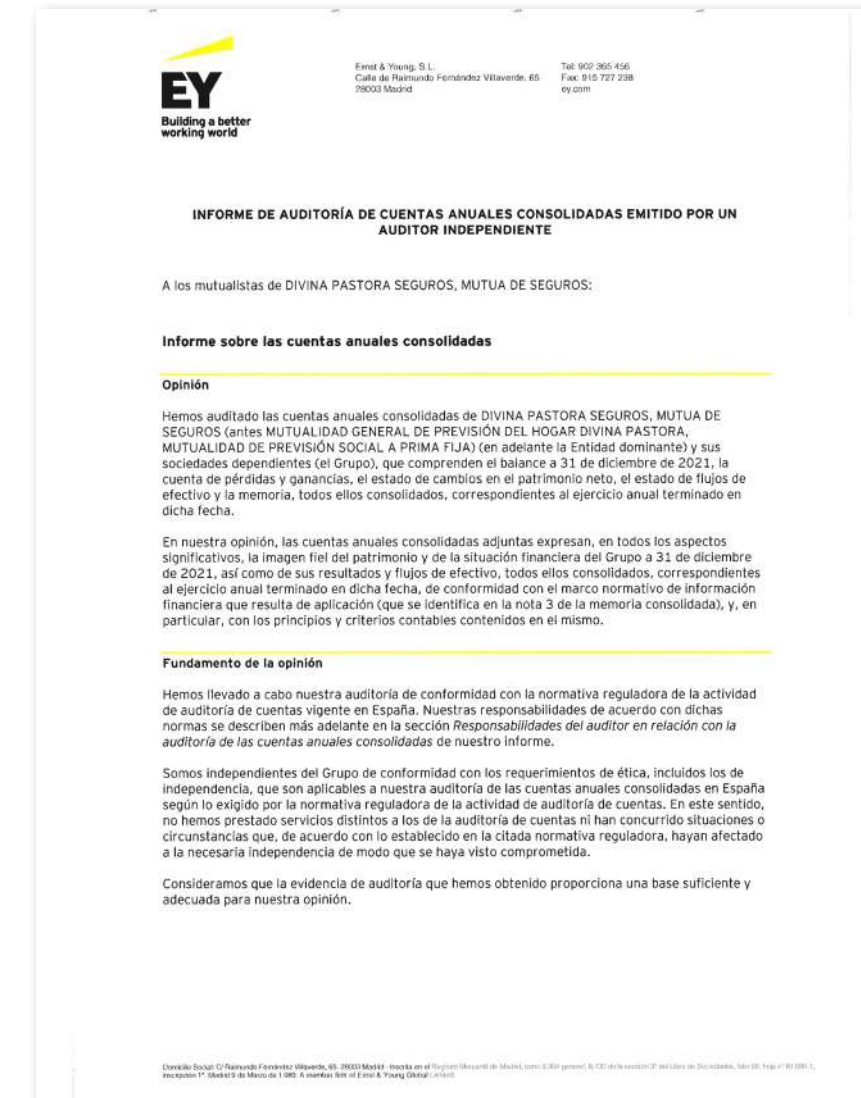 EY
Building a better
working world
Ernst & Young, S.L.
Calle de Raimundo Fernández Villaverde, 65
28003 Madrid
Tel: 902 365 456
Fax: 915 727 238
ey.com
INFORME DE AUDITORÍA DE CUENTAS ANUALES CONSOLIDADAS EMITIDO POR UN
AUDITOR INDEPENDIENTE
A los mutualistas de DIVINA PASTORA SEGUROS, MUTUA DE SEGUROS:
Informe sobre las cuentas anuales consolidadas
Opinión
Hemos auditado las cuentas anuales consolidadas de DIVINA PASTORA SEGUROS, MUTUA DE
SEGUROS (antes MUTUALIDAD GENERAL DE PREVISIÓN DEL HOGAR DIVINA PASTORA,
MUTUALIDAD DE PREVISIÓN SOCIAL A PRIMA FIJA) (en adelante la Entidad dominante) y sus
sociedades dependientes (el Grupo), que comprenden el balance a 31 de diciembre de 2021, la
cuenta de pérdidas y ganancias, el estado de cambios en el patrimonio neto, el estado de flujos de
efectivo y la memoria, todos ellos consolidados, correspondientes al ejercicio anual terminado en
dicha fecha.
En nuestra opinión, las cuentas anuales consolidadas adjuntas expresan, en todos los aspectos
significativos, la imagen fiel del patrimonio y de la situación financiera del Grupo a 31 de diciembre
de 2021, así como de sus resultados y flujos de efectivo, todos ellos consolidados, correspondientes
al ejercicio anual terminado en dicha fecha, de conformidad con el marco normativo de información
financiera que resulta de aplicación (que se identifica en la nota 3 de la memoria consolidada), y, en
particular, con los principios y criterios contables contenidos en el mismo.
Fundamento de la opinión
Hemos llevado a cabo nuestra auditoría de conformidad con la normativa reguladora de la actividad
de auditoría de cuentas vigente en España. Nuestras responsabilidades de acuerdo con dichas
normas se describen más adelante en la sección Responsabilidades del auditor en relación con la
auditoría de las cuentas anuales consolidadas de nuestro informe.
Somos independientes del Grupo de conformidad con los requerimientos de ética, incluidos los de
independencia, que son aplicables a nuestra auditoría de las cuentas anuales consolidadas en España
según lo exigido por la normativa reguladora de la actividad de auditoría de cuentas. En este sentido,
no hemos prestado servicios distintos a los de la auditoría de cuentas ni han concurrido situaciones o
circunstancias que, de acuerdo con lo establecido en la citada normativa reguladora, hayan afectado
a la necesaria independencia de modo que se haya visto comprometida.
Consideramos que la evidencia de auditoría que hemos obtenido proporciona una base suficiente y
adecuada para nuestra opinión.
Domicilio Social: C/ Raimundo Fernández Villaverde, 65. 28003 Madrid - Inscrita en el Registro Mercantil de Madrid, tomo
inscripción 1ª. Madrid 9 de Marzo de 1.989. A member firm of Ernst & Young Global Limited.